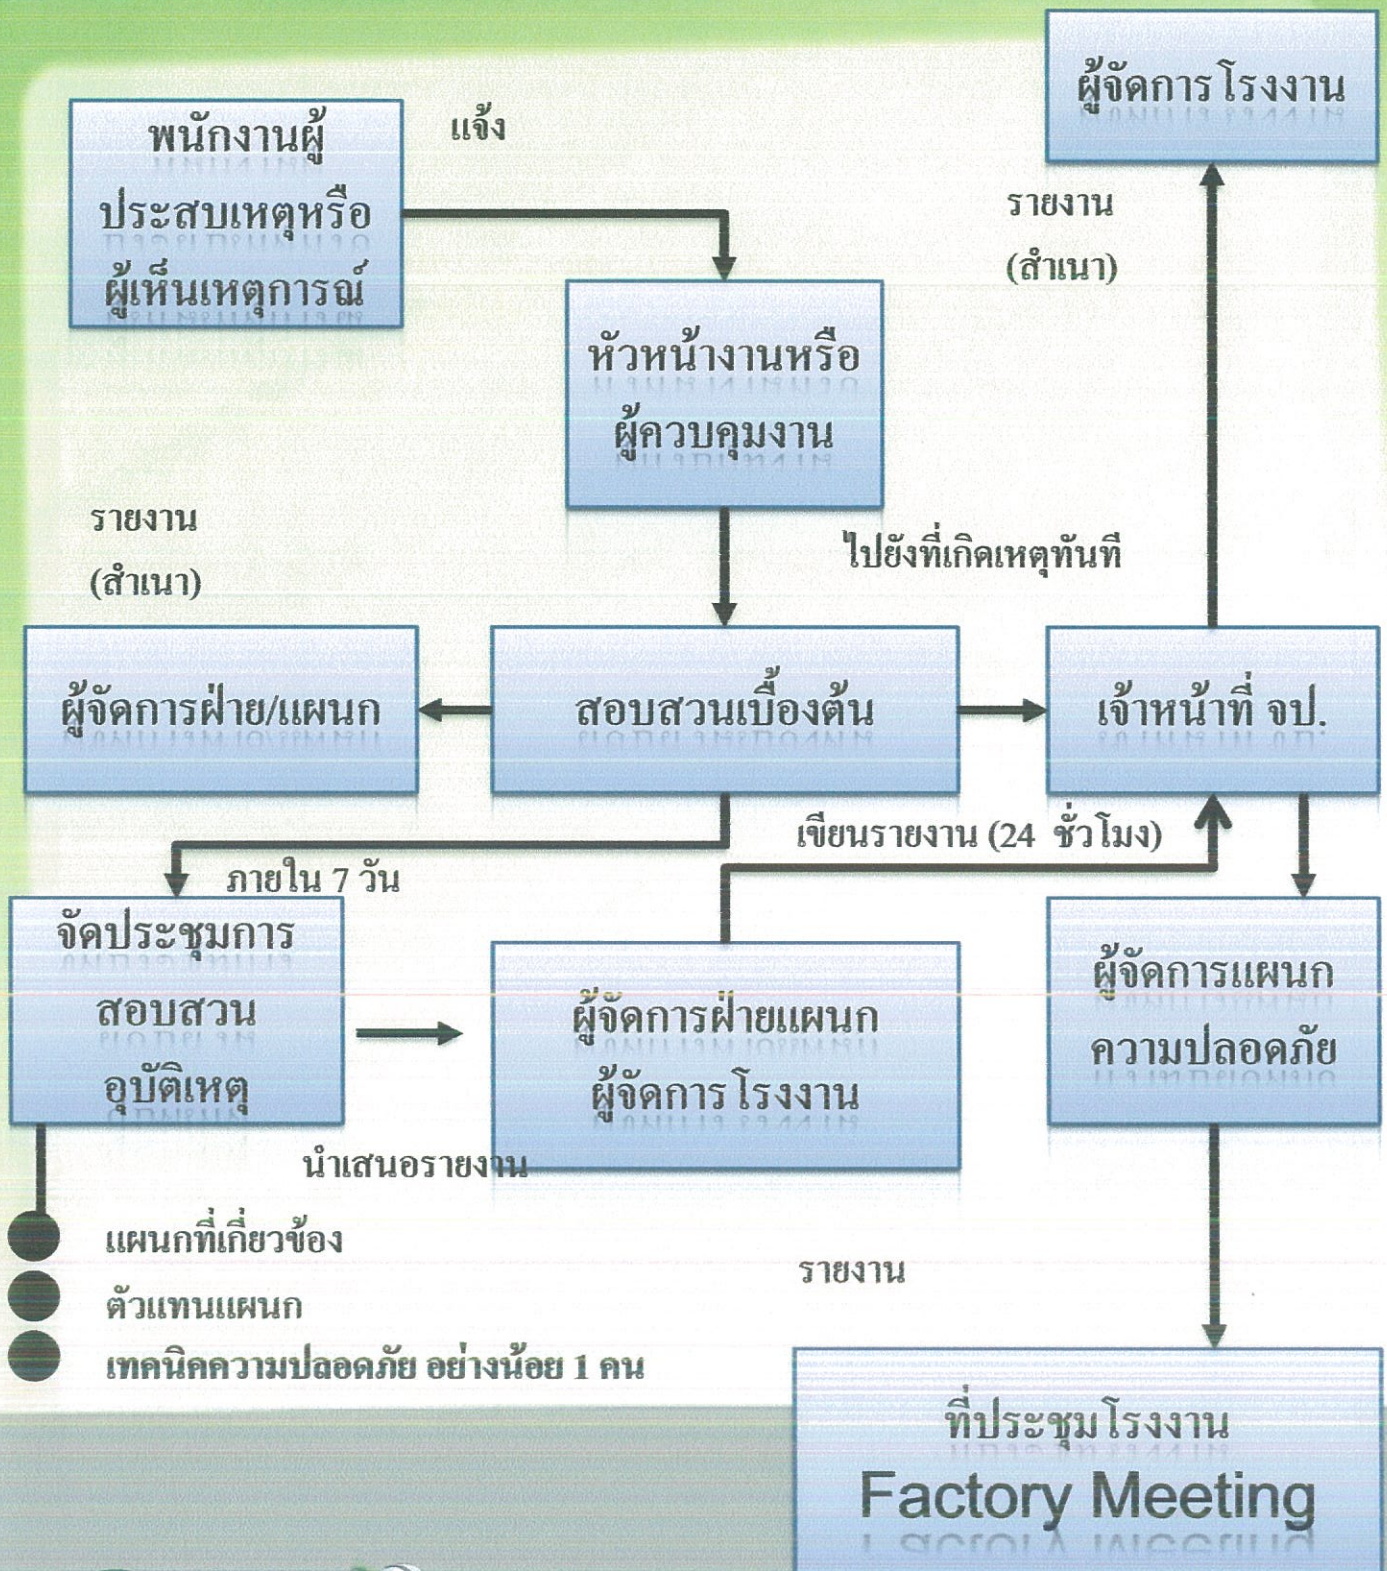 ผู้จัดการโรงงาน
พนักงานผู้
ประสบเหตุหรือ
ผู้เห็นเหตุการณ์
แจ้ง
รายงาน
(สำเนา)
หัวหน้างานหรือ
ผู้ควบคุมงาน
รายงาน
(สำเนา)
ไปยังที่เกิดเหตุทันที
ผู้จัดการฝ่าย/แผนก
สอบสวนเบื้องต้น
เจ้าหน้าที่ จป.
เขียนรายงาน (24 ชั่วโมง)
ภายใน 7 วัน
จัดประชุมการ
สอบสวน
อุบัติเหตุ
ผู้จัดการฝ่ายแผนก
ผู้จัดการโรงงาน
ผู้จัดการแผนก
ความปลอดภัย
นำเสนอรายงาน
แผนกที่เกี่ยวข้อง
ตัวแทนแผนก
เทคนิคความปลอดภัย อย่างน้อย 1 คน
รายงาน
ที่ประชุมโรงงาน
Factory Meeting